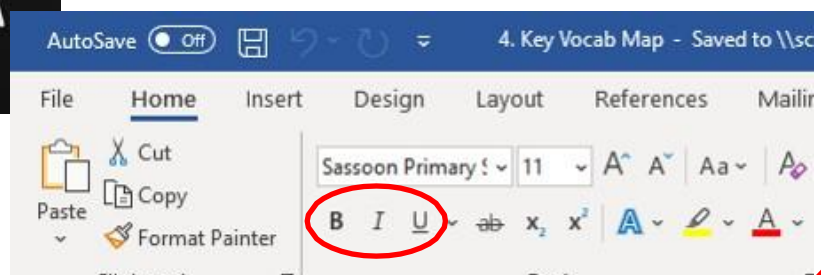 AutoSave Off 4. Key Vocab Map - Saved to \\sc
File Home Insert Design Layout References
Cut
Sassoon Primary 11 A A Aa A
Copy
Paste
B I U ab x₂ x² A A
Format Painter